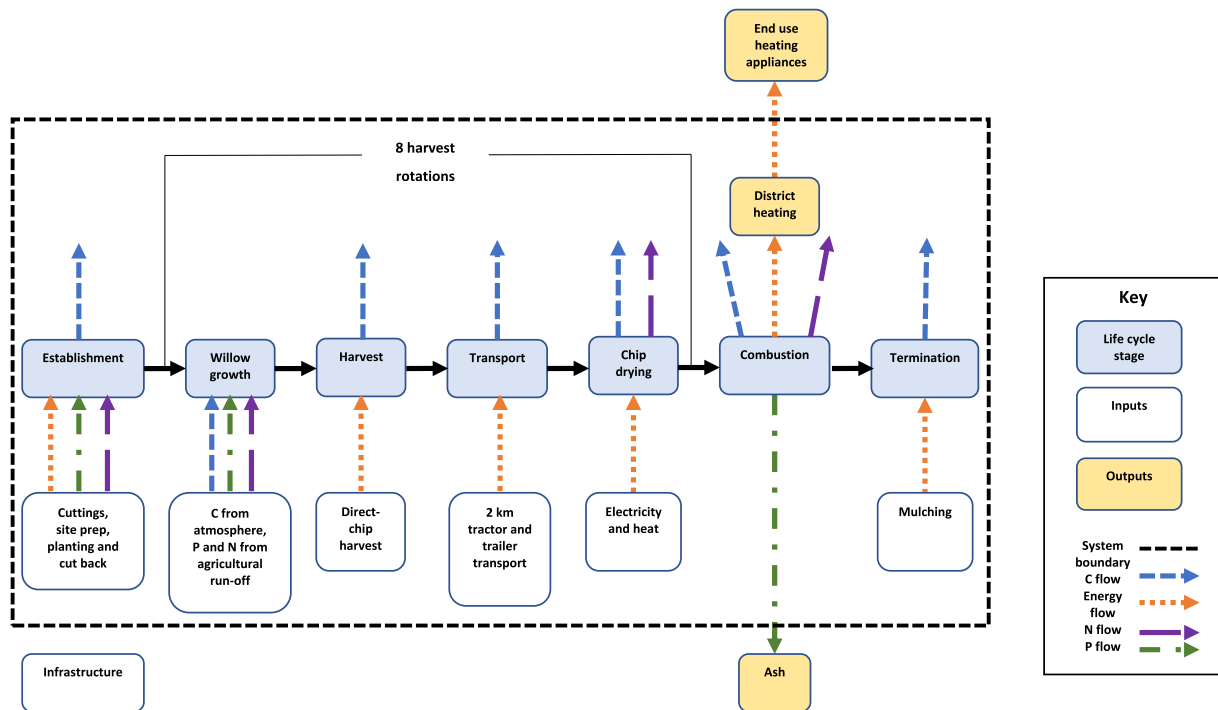 End use
heating
appliances
8 harvest
rotations
District
heating
Establishment
Willow
growth
Harvest
Transport
Chip
drying
Combustion
Termination
Cuttings,
site prep,
planting and
cut back
C from
atmosphere,
P and N from
agricultural
run-off
Direct-
chip
harvest
2 km
tractor and
trailer
transport
Electricity
and heat
Mulching
Infrastructure
Ash
Key
Life cycle
stage
Inputs
Outputs
System
boundary
C flow
Energy
flow
N flow
P flow